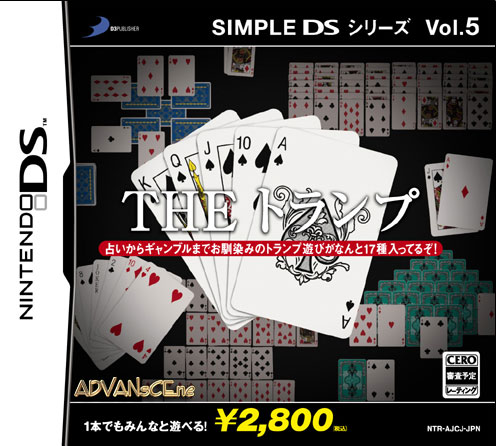 D3PUBLISHER
SIMPLE DS シリーズ Vol.5
NINTENDO DS™
K Q J 10 A
THE トランプ
占いからギャンブルまでお馴染みのトランプ遊びがなんと17種入ってるぞ!
ADVANsCEne
CERO
審査予定
レーティング
1本でもみんなと遊べる! ¥2,800(税込)
NTR-AJCJ-JPN